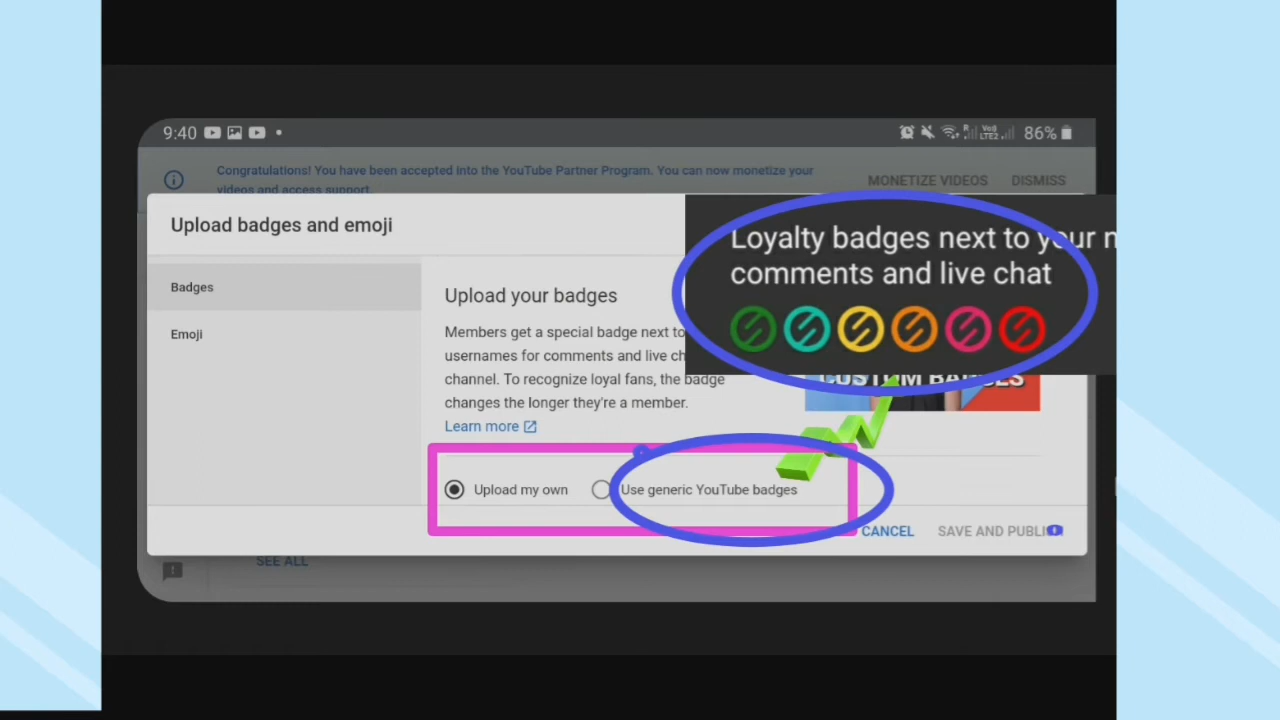 9:40
Vo8
R
LTE2
86%
Congratulations! You have been accepted into the YouTube Partner Program. You can now monetize your
videos and access support.
MONETIZE VIDEOS DISMISS
Upload badges and emoji
Loyalty badges next to your
comments and live chat
Badges
Emoji
Upload your badges
Members get a special badge next to
usernames for comments and live ch
channel. To recognize loyal fans, the badge
changes the longer they're a member.
Learn more
CUSTOM BADGES
Upload my own
Use generic YouTube badges
CANCEL
SAVE AND PUBLI
SEE ALL